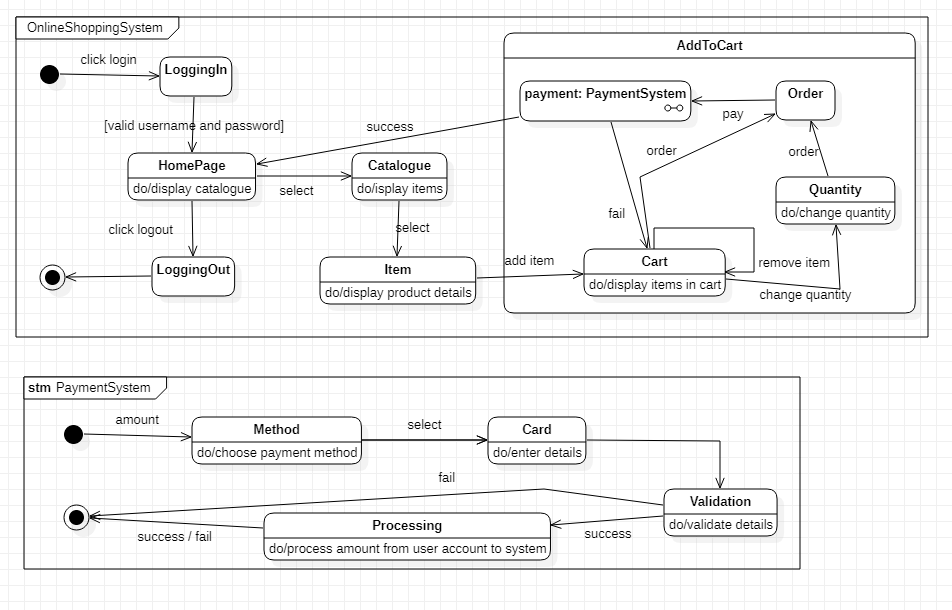 OnlineShoppingSystem
click login
LoggingIn
[valid username and password]
HomePage
do/display catalogue
click logout
LoggingOut
select
Catalogue
do/isplay items
select
Item
do/display product details
success
add item
AddToCart
payment: PaymentSystem
pay
Order
order
order
Quantity
do/change quantity
fail
Cart
do/display items in cart
remove item
change quantity
stm PaymentSystem
amount
Method
do/choose payment method
select
Card
do/enter details
fail
Validation
do/validate details
success
Processing
do/process amount from user account to system
success / fail